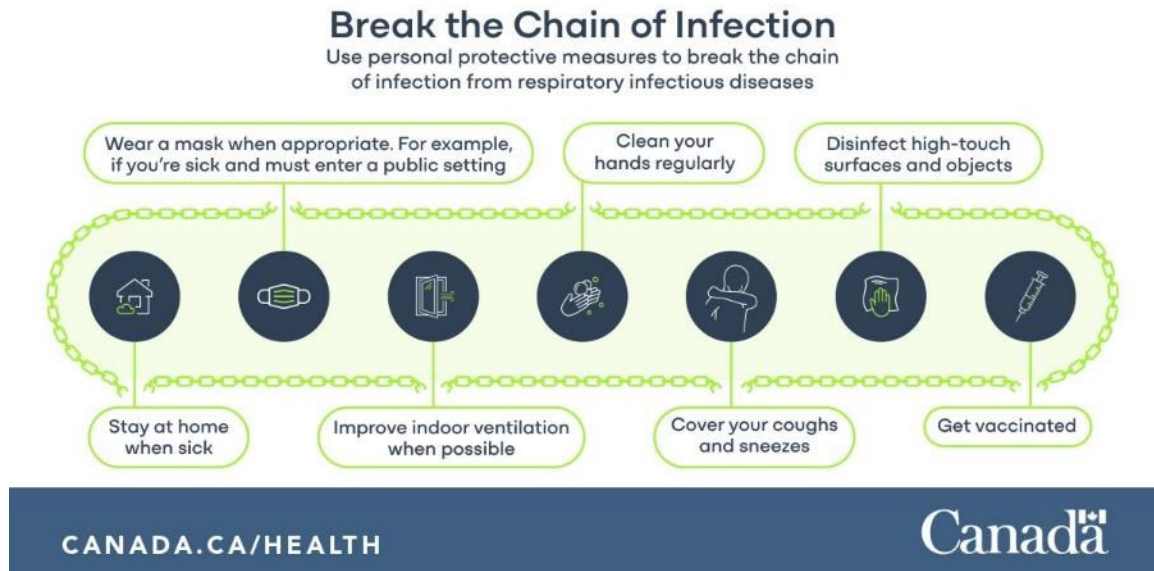 Break the Chain of Infection
Use personal protective measures to break the chain
of infection from respiratory infectious diseases
Wear a mask when appropriate. For example,
if you're sick and must enter a public setting
Clean your
hands regularly
Disinfect high-touch
surfaces and objects
Stay at home
when sick
Improve indoor ventilation
when possible
Cover your coughs
and sneezes
Get vaccinated
CANADA.CA/HEALTH
Canada